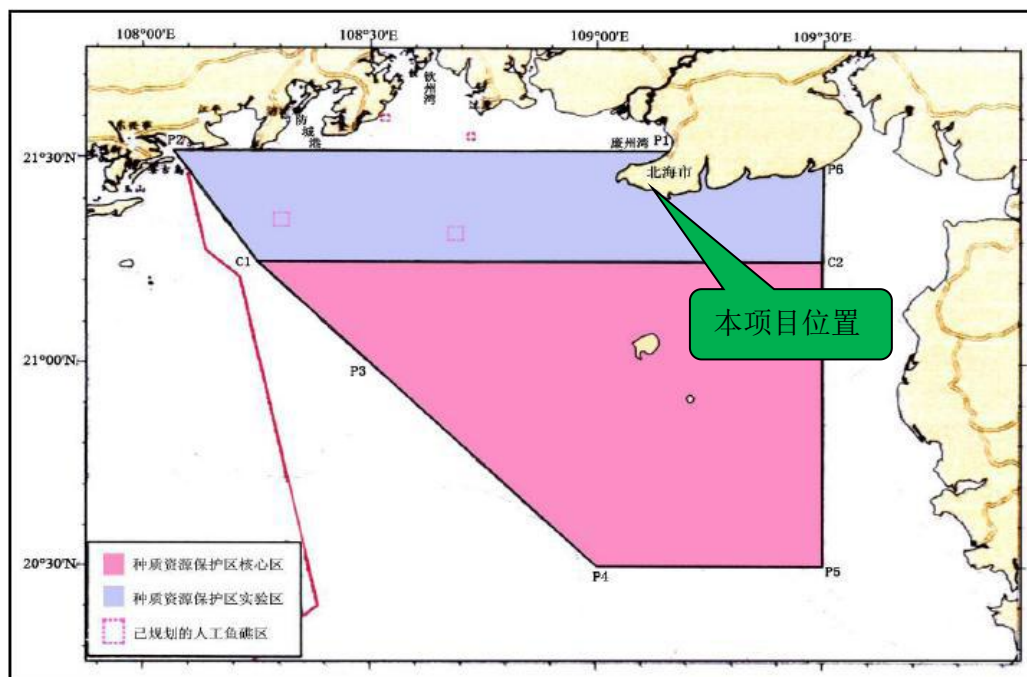 108°00'E
108°30'E
109°00'E
109°30'E
钦州湾
江平
防城港
P2
廉州湾
P1
21°30'N
北海市
P6
C1
C2
本项目位置
21°00'N
P3
20°30'N
P4
P5
种质资源保护区核心区
种质资源保护区实验区
已规划的人工鱼礁区